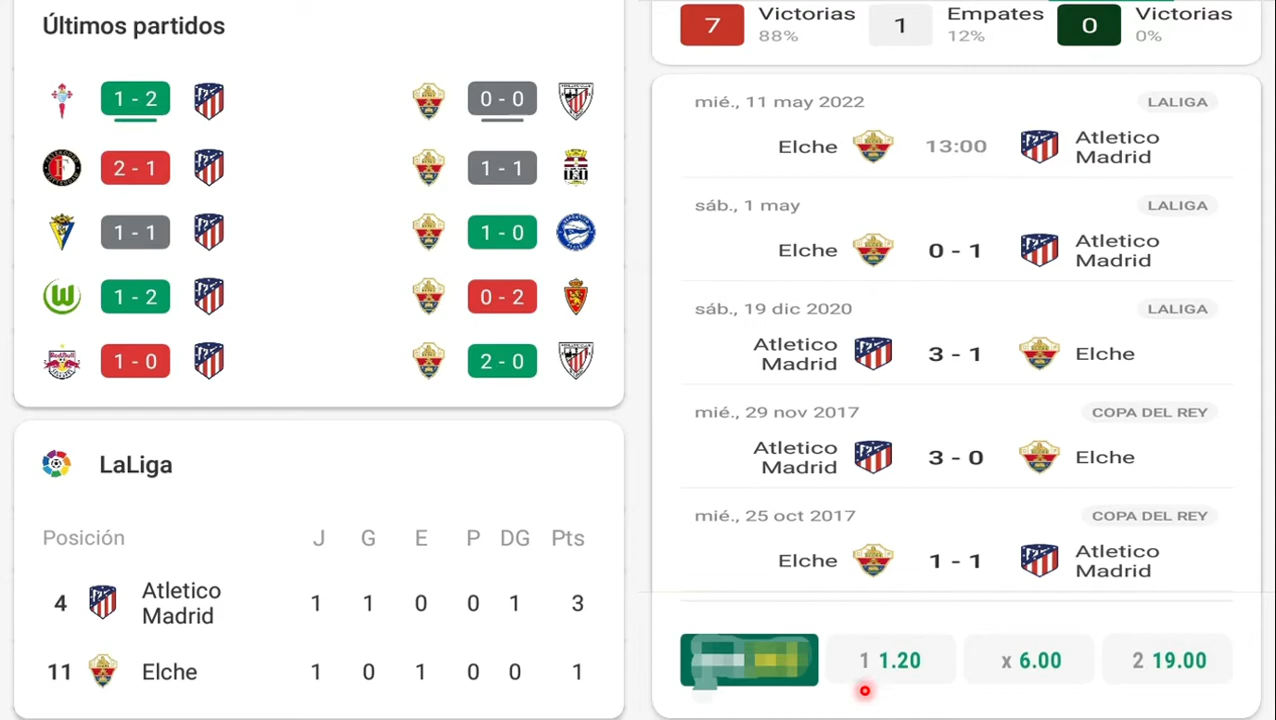 Últimos partidos
1 - 2
0 - 0
2 - 1
1 - 1
1 - 1
1 - 0
1 - 2
0 - 2
1 - 0
2 - 0
LaLiga
Posición J G E P DG Pts
4 Atletico Madrid 1 1 0 0 1 3
11 Elche 1 0 1 0 0 1
7 Victorias 1 Empates 0 Victorias
88% 12% 0%
mié., 11 may 2022 LALIGA
Elche 13:00 Atletico Madrid
sáb., 1 may LALIGA
Elche 0 - 1 Atletico Madrid
sáb., 19 dic 2020 LALIGA
Atletico Madrid 3 - 1 Elche
mié, 29 nov 2017 COPA DEL REY
Atletico Madrid 3 - 0 Elche
mié, 25 oct 2017 COPA DEL REY
Elche 1 - 1 Atletico Madrid
1 1.20 x 6.00 2 19.00